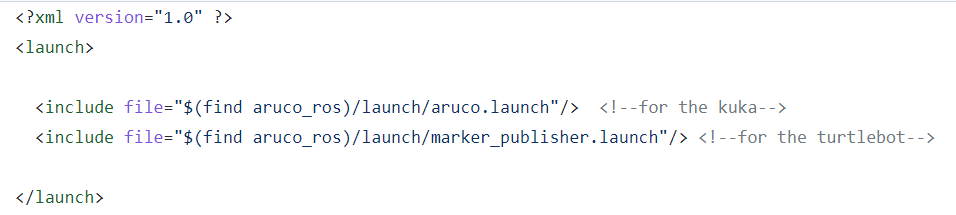 <?xml version="1.0" ?>
<launch>
<include file="$(find aruco_ros)/launch/aruco.launch"/>  <!--for the kuka-->
<include file="$(find aruco_ros)/launch/marker_publisher.launch"/> <!--for the turtlebot-->
</launch>